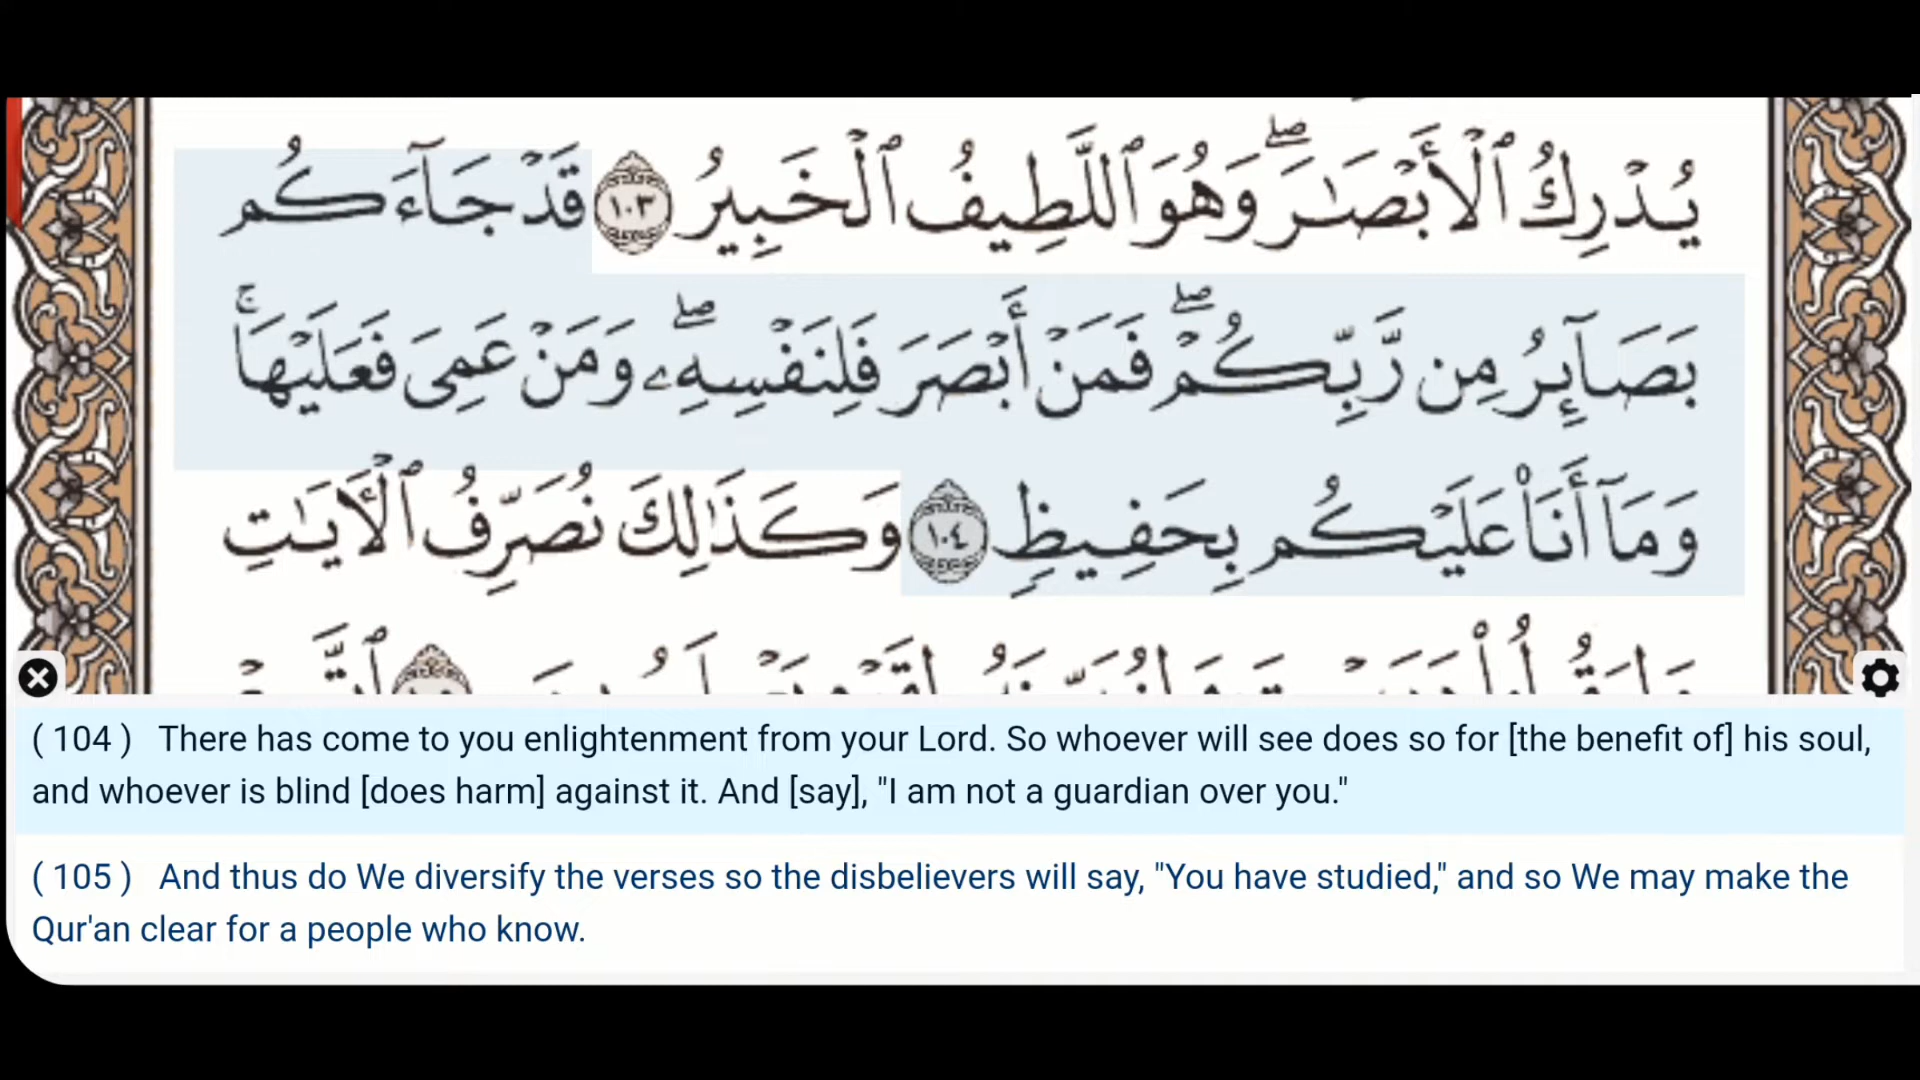 يُدْرِكُ ٱلْأَبْصَـٰرَ ۖ وَهُوَ ٱللَّطِيفُ ٱلْخَبِيرُ ١٠٣ قَدْ جَآءَكُم
بَصَآئِرُ مِن رَّبِّكُمْ ۖ فَمَنْ أَبْصَرَ فَلِنَفْسِهِۦ ۖ وَمَنْ عَمِىَ فَعَلَيْهَا ۚ
وَمَآ أَنَا۠ عَلَيْكُم بِحَفِيظٍ ١٠٤ وَكَذَٰلِكَ نُصَرِّفُ ٱلْـَٔايَـٰتِ
( 104 ) There has come to you enlightenment from your Lord. So whoever will see does so for [the benefit of] his soul,
and whoever is blind [does harm] against it. And [say], "I am not a guardian over you."
( 105 ) And thus do We diversify the verses so the disbelievers will say, "You have studied," and so We may make the
Qur'an clear for a people who know.